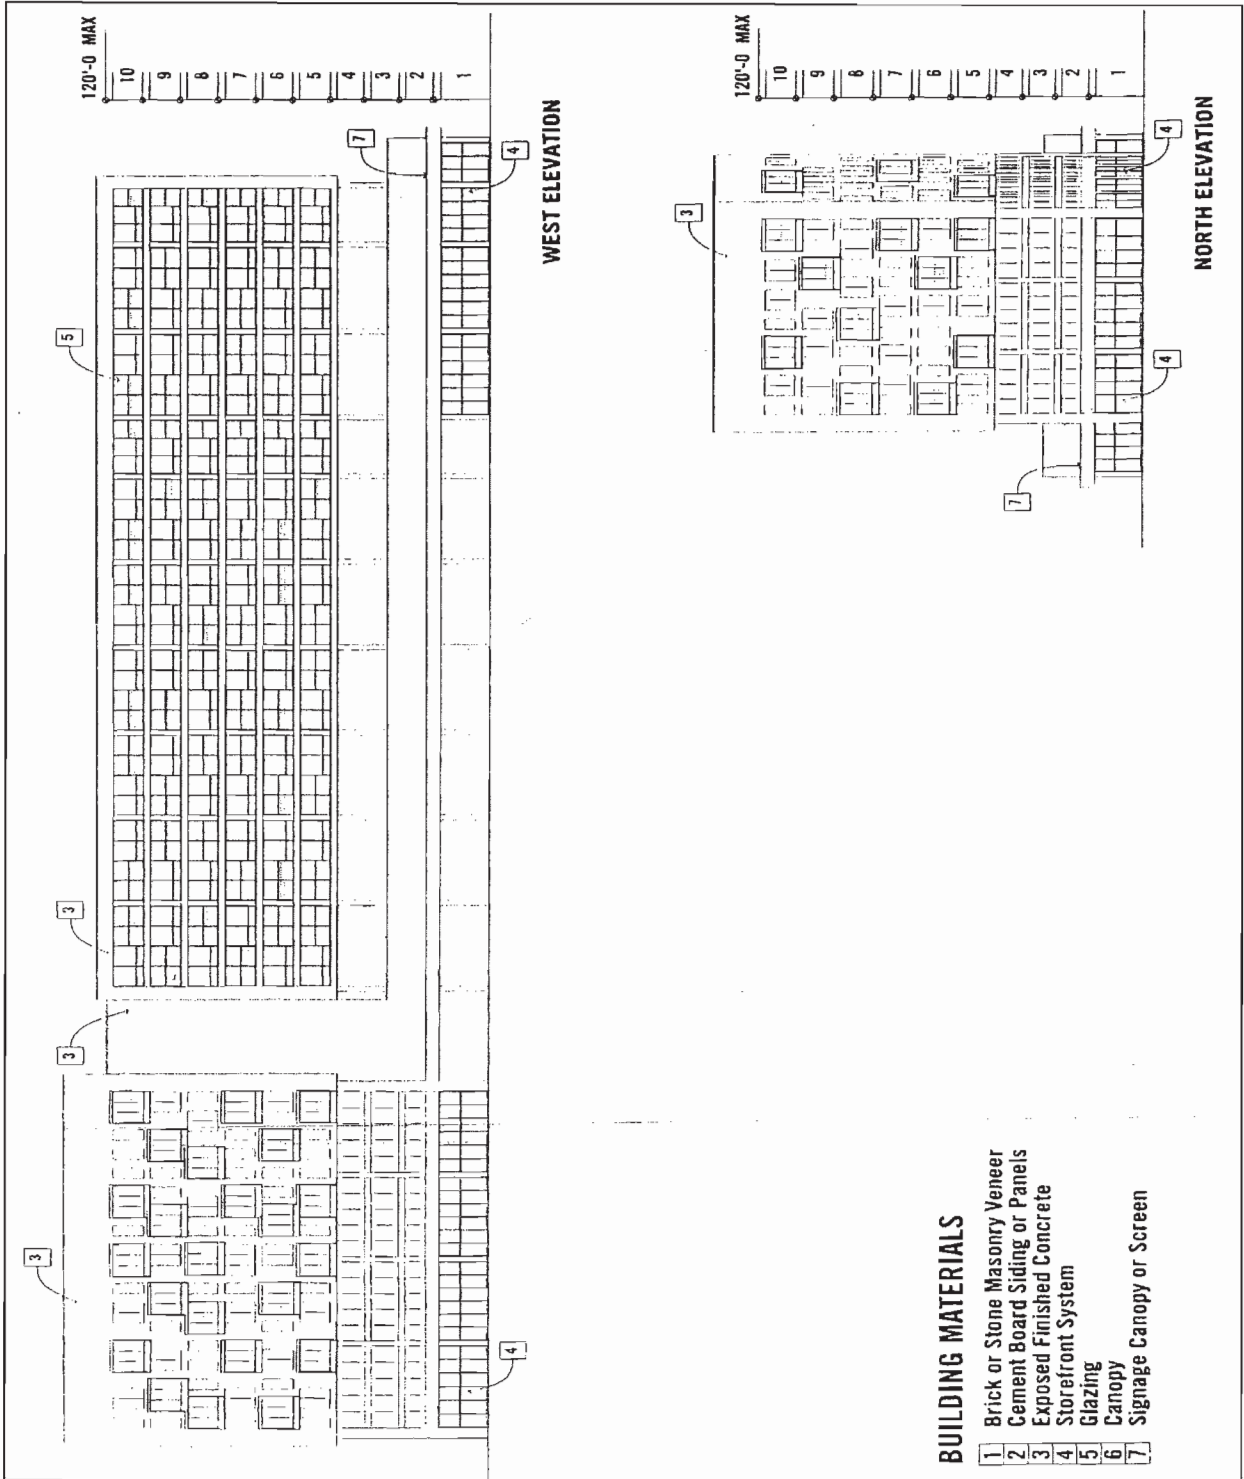 3
3
3
5
120'-0 MAX
10
9
8
7
6
5
4
3
2
1
7
4
4
WEST ELEVATION
3
120'-0 MAX
10
9
8
7
6
5
4
3
2
1
7
4
4
NORTH ELEVATION
BUILDING MATERIALS
1 Brick or Stone Masonry Veneer
2 Cement Board Siding or Panels
3 Exposed Finished Concrete
4 Storefront System
5 Glazing
6 Canopy
7 Signage Canopy or Screen